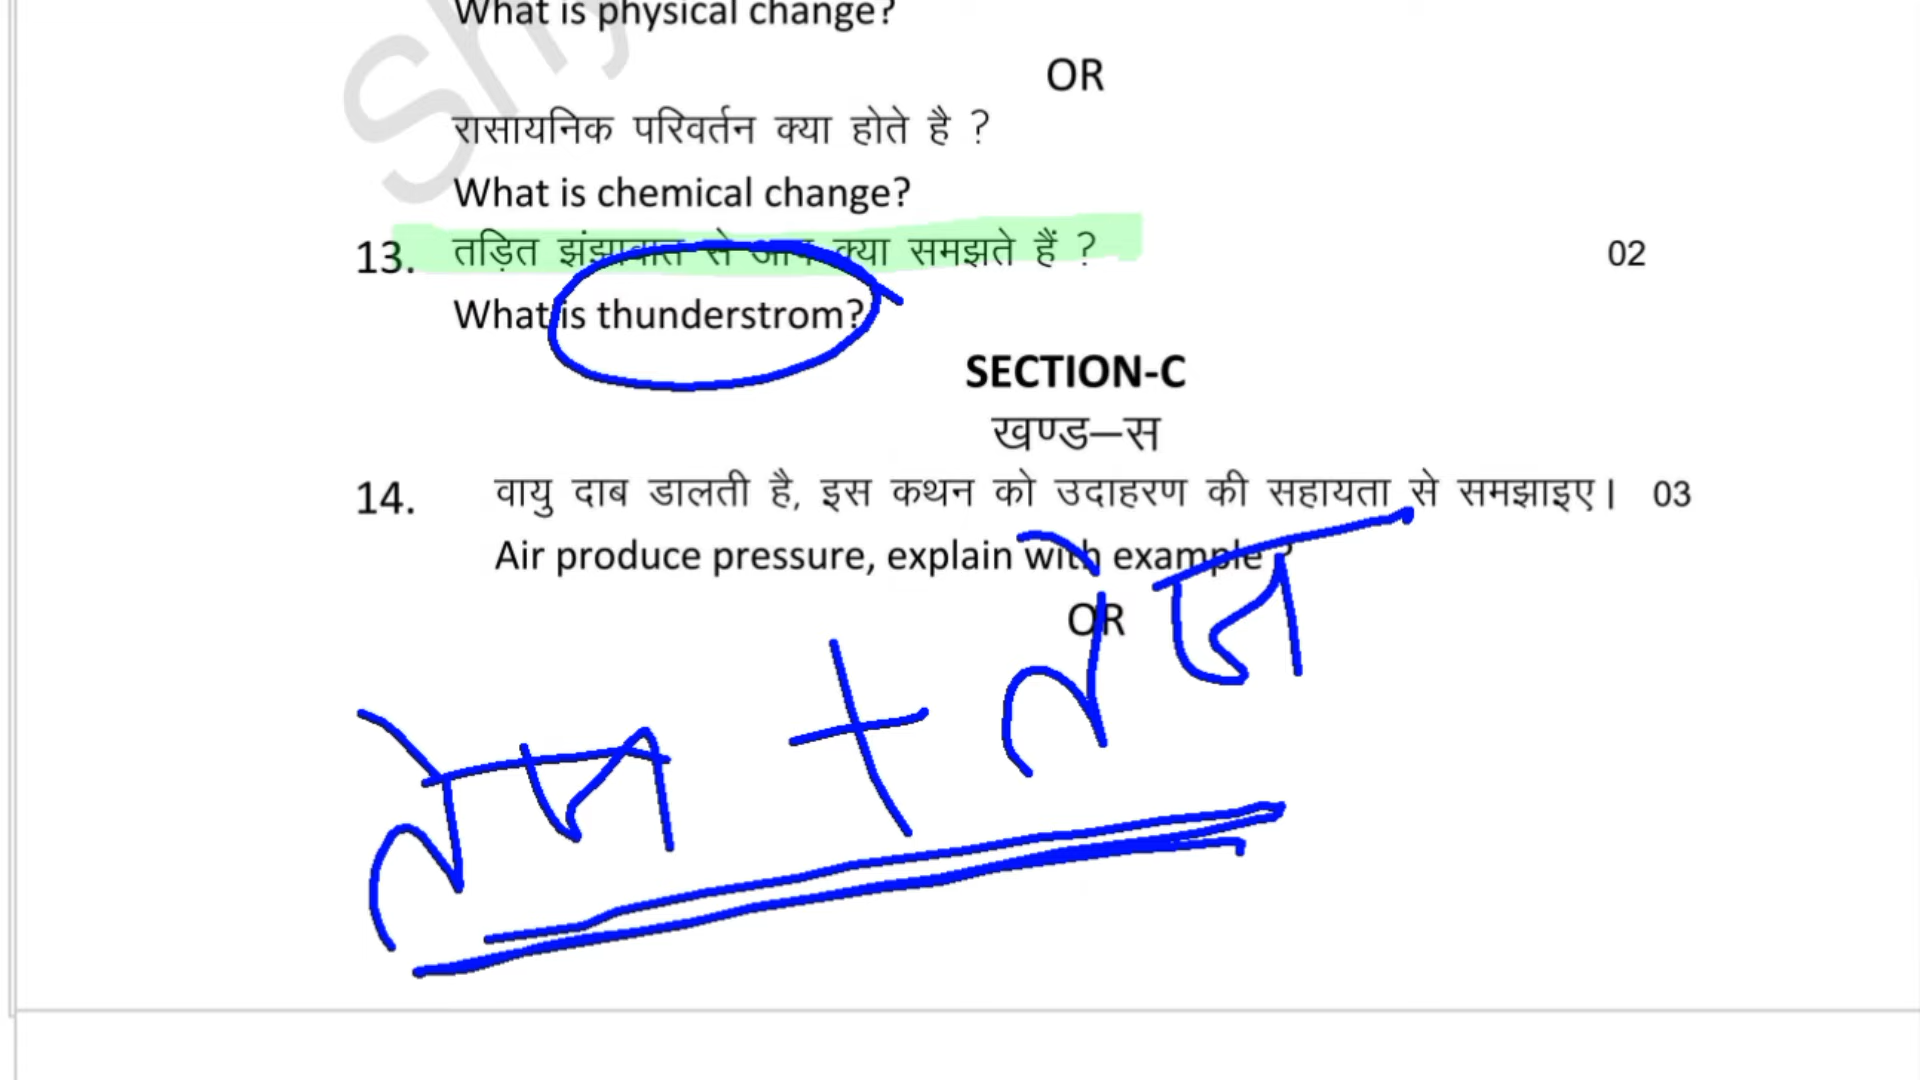 What is physical change?
OR
रासायनिक परिवर्तन क्या होते है ?
What is chemical change?
13. तड़ित झंझावात से आप क्या समझते हैं ? 02
What is thunderstrom?
SECTION-C
खण्ड–स
14. वायु दाब डालती है, इस कथन को उदाहरण की सहायता से समझाइए। 03
Air produce pressure, explain with example ?
OR